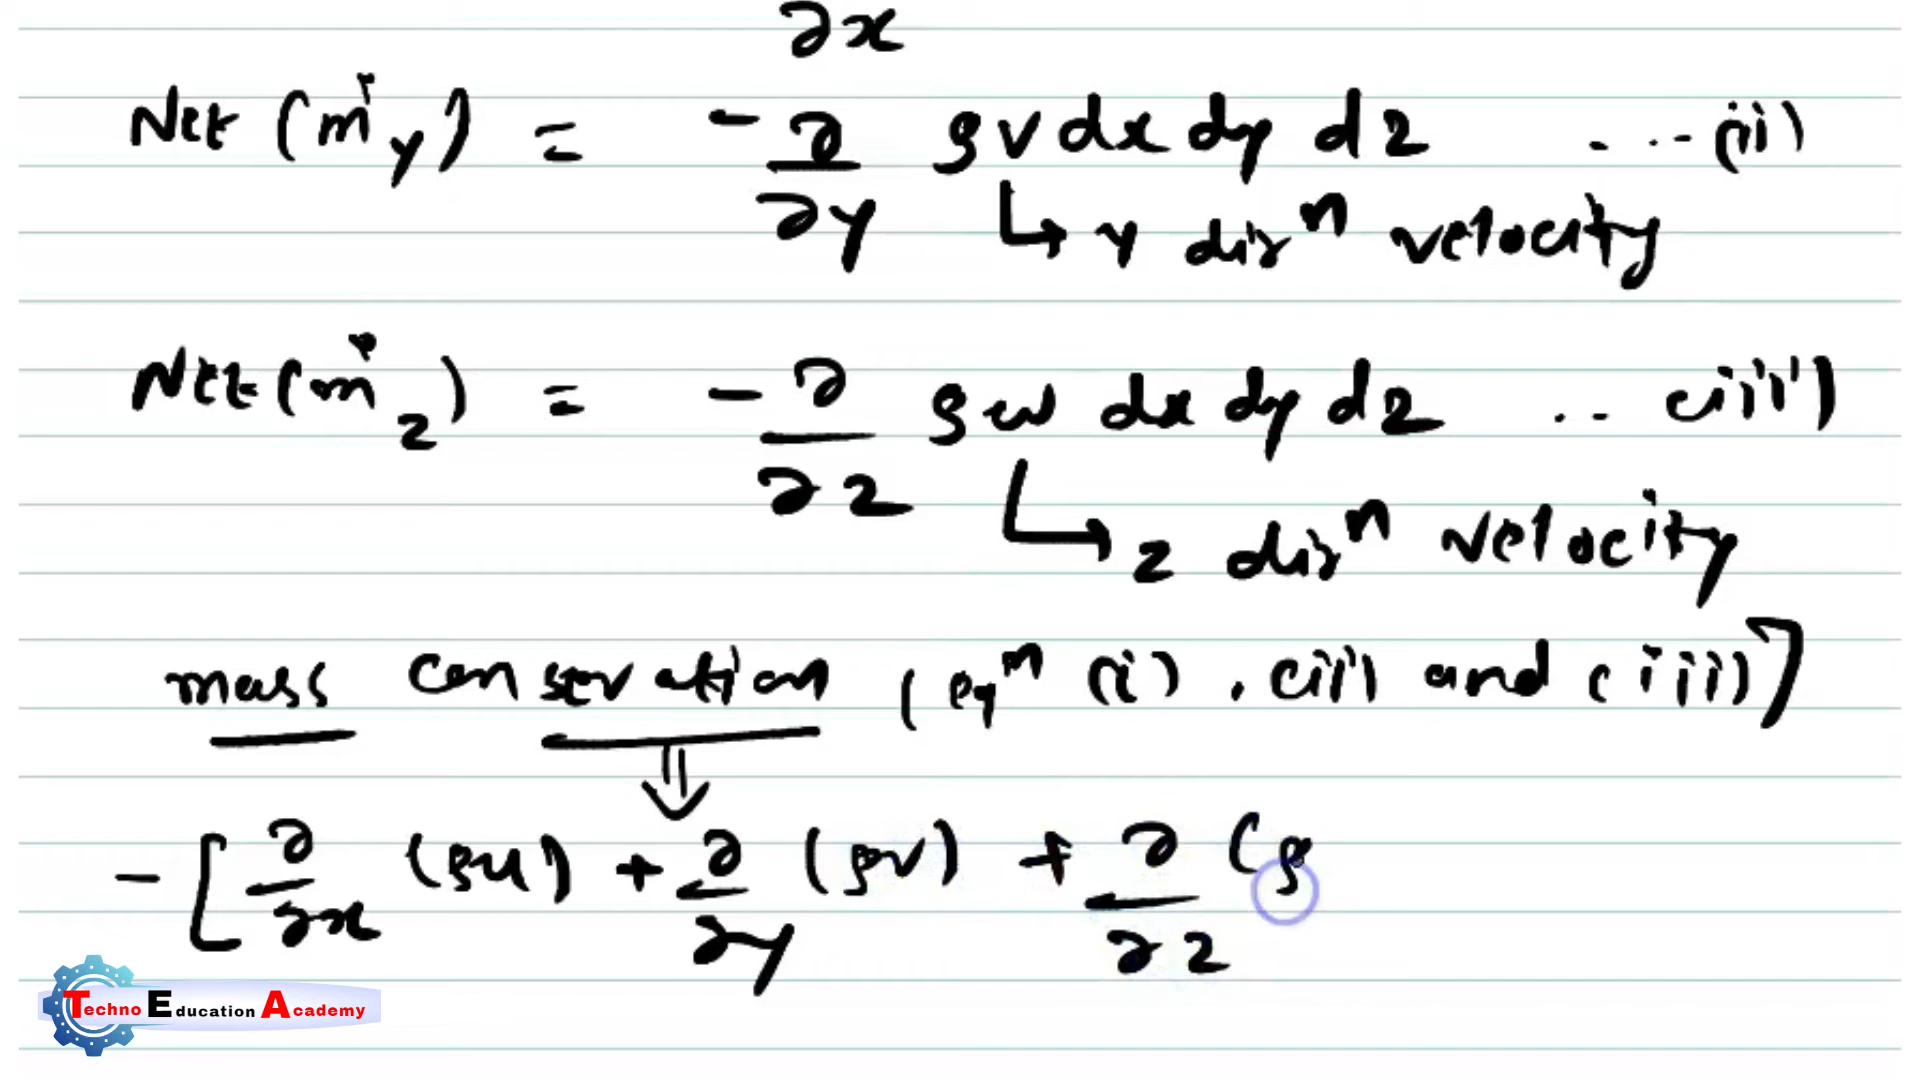 ∂x
Net (ṁy) = -∂/∂y ρv dx dy dz ... (ii)
↳ y dirⁿ velocity
Net (ṁz) = -∂/∂z ρw dx dy dz .. (iii)
↳ z dirⁿ velocity
mass conservation (eqⁿ (i), (ii) and (iii)]
⇓
- [∂/∂x (ρu) + ∂/∂y (ρv) + ∂/∂z (ρ
Techno Education Academy